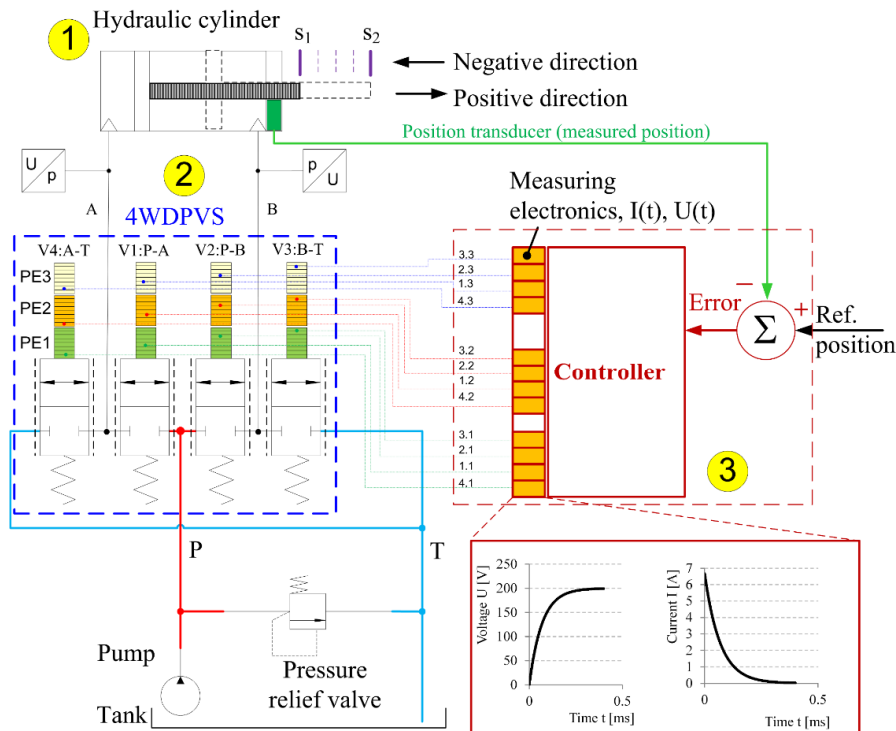 Hydraulic cylinder
1
s1
s2
Negative direction
Positive direction
Position transducer (measured position)
U
p
2
p
U
A
B
4WDPVS
Measuring
electronics, I(t), U(t)
V4:A-T
V1:P-A
V2:P-B
V3:B-T
PE3
PE2
PE1
3.3
2.3
1.3
4.3
3.2
2.2
1.2
4.2
3.1
2.1
1.1
4.1
Controller
Error
−
+
Σ
Ref.
position
3
P
T
Pump
Tank
Pressure
relief valve
Voltage U [V]
250
200
150
100
50
0
0
0.5
Time t [ms]
Current I [A]
7
6
5
4
3
2
1
0
0
0.5
Time t [ms]